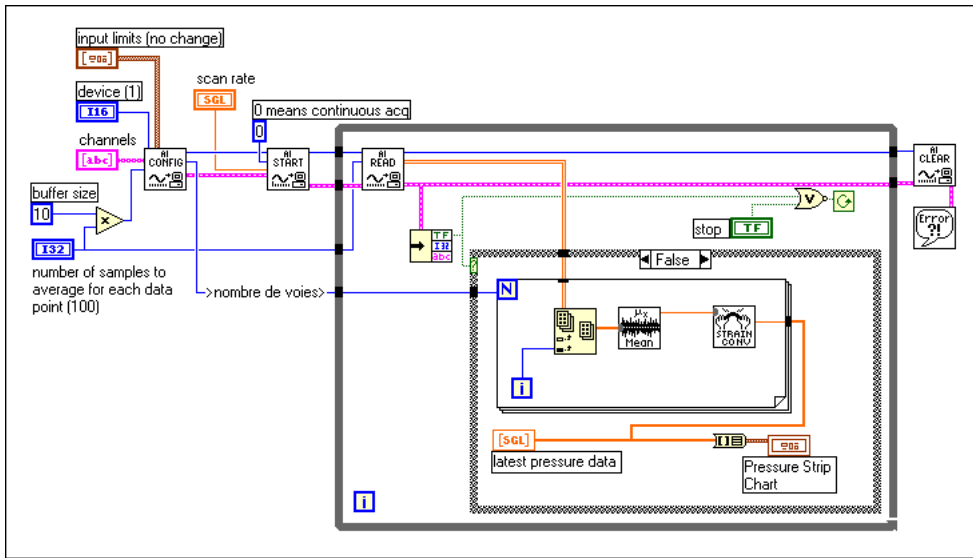 input limits (no change)
device (1)
I16
channels
[abc]
scan rate
SGL
0 means continuous acq
0
AI
CONFIG
AI
START
AI
READ
AI
CLEAR
buffer size
10
x
I32
number of samples to
average for each data
point (100)
>nombre de voies>
TF
I32
abc
stop
TF
V
Error
?!
?
False
N
i
μx
Mean
STRAIN
CONV
[SGL]
latest pressure data
Pressure Strip
Chart
i